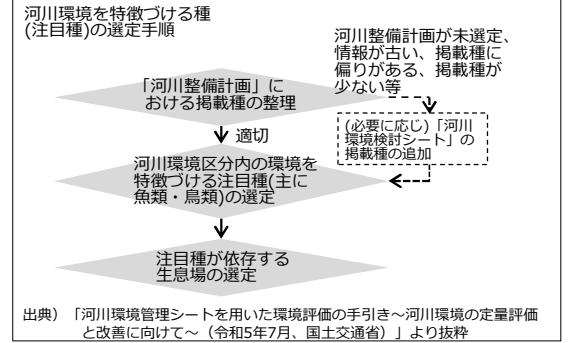 河川環境を特徴づける種
(注目種)の選定手順
河川整備計画が未選定、
情報が古い、掲載種に
偏りがある、掲載種が
少ない等
「河川整備計画」に
おける掲載種の整理
適切
(必要に応じ)「河川
環境検討シート」の
掲載種の追加
河川環境区分内の環境を
特徴づける注目種(主に
魚類・鳥類)の選定
注目種が依存する
生息場の選定
出典）「河川環境管理シートを用いた環境評価の手引き～河川環境の定量評価
と改善に向けて～（令和5年7月、国土交通省）」より抜粋